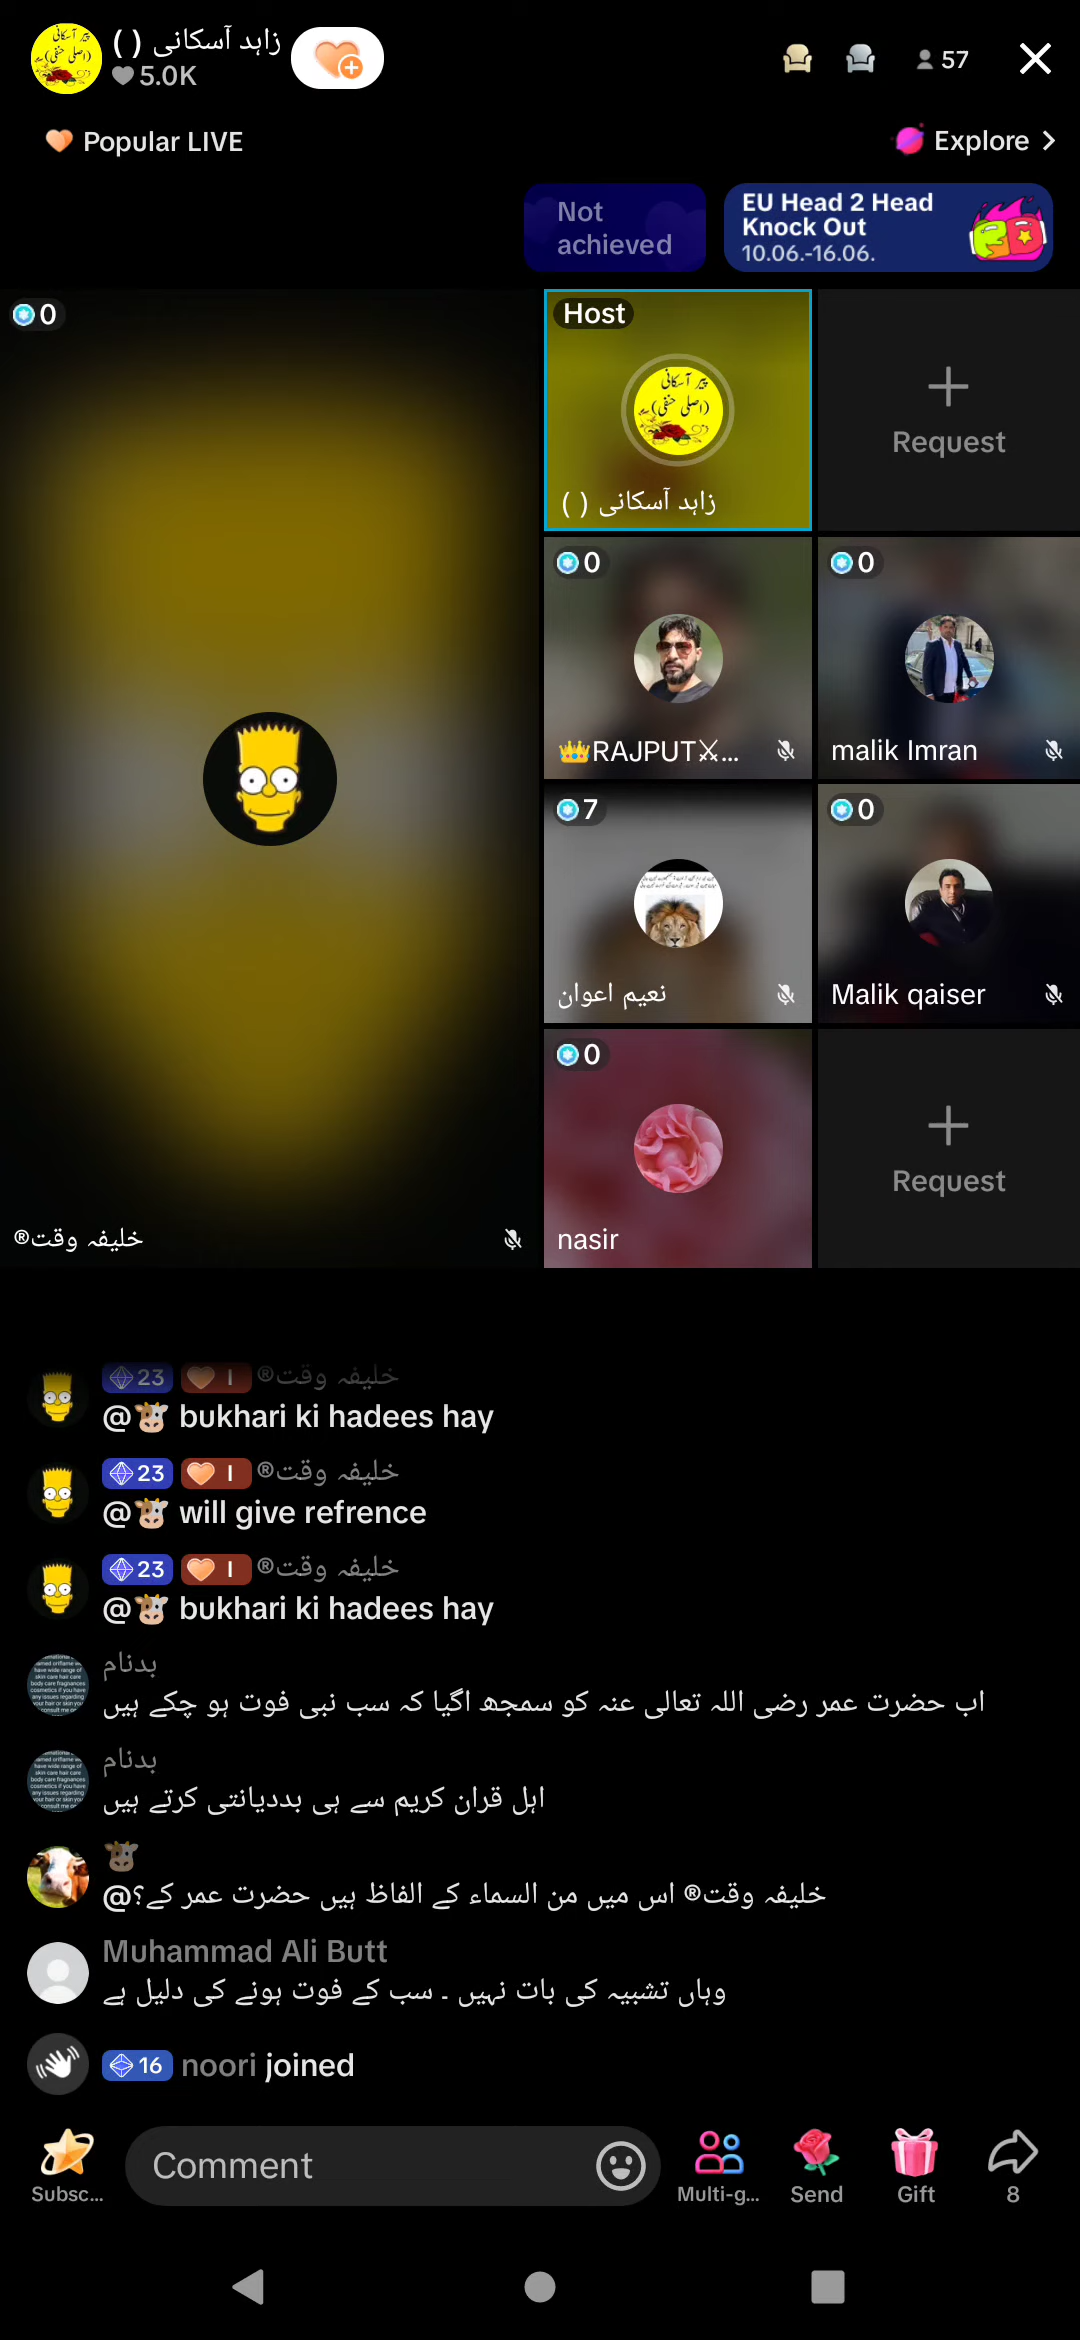 زاہد آسکانی ( )
5.0K
57
Popular LIVE
Explore
Not
achieved
EU Head 2 Head
Knock Out
10.06.-16.06.
0
Host
پیر آسکانی
(اصلی حنفی)
زاہد آسکانی ( )
Request
0
👑RAJPUT⚔...
0
malik Imran
7
نعیم اعوان
0
Malik qaiser
0
nasir
Request
خلیفہ وقت®
23 I خلیفہ وقت®
@🐮 bukhari ki hadees hay
23 I خلیفہ وقت®
@🐮 will give refrence
23 I خلیفہ وقت®
@🐮 bukhari ki hadees hay
بدنام
اب حضرت عمر رضی اللہ تعالی عنہ کو سمجھ اگیا کہ سب نبی فوت ہو چکے ہیں
بدنام
اہل قران کریم سے ہی بددیانتی کرتے ہیں
🐮
@خلیفہ وقت® اس میں من السماء کے الفاظ ہیں حضرت عمر کے؟
Muhammad Ali Butt
وہاں تشبیہ کی بات نہیں ۔ سب کے فوت ہونے کی دلیل ہے
16 noori joined
Comment
Subsc...
Multi-g...
Send
Gift
8